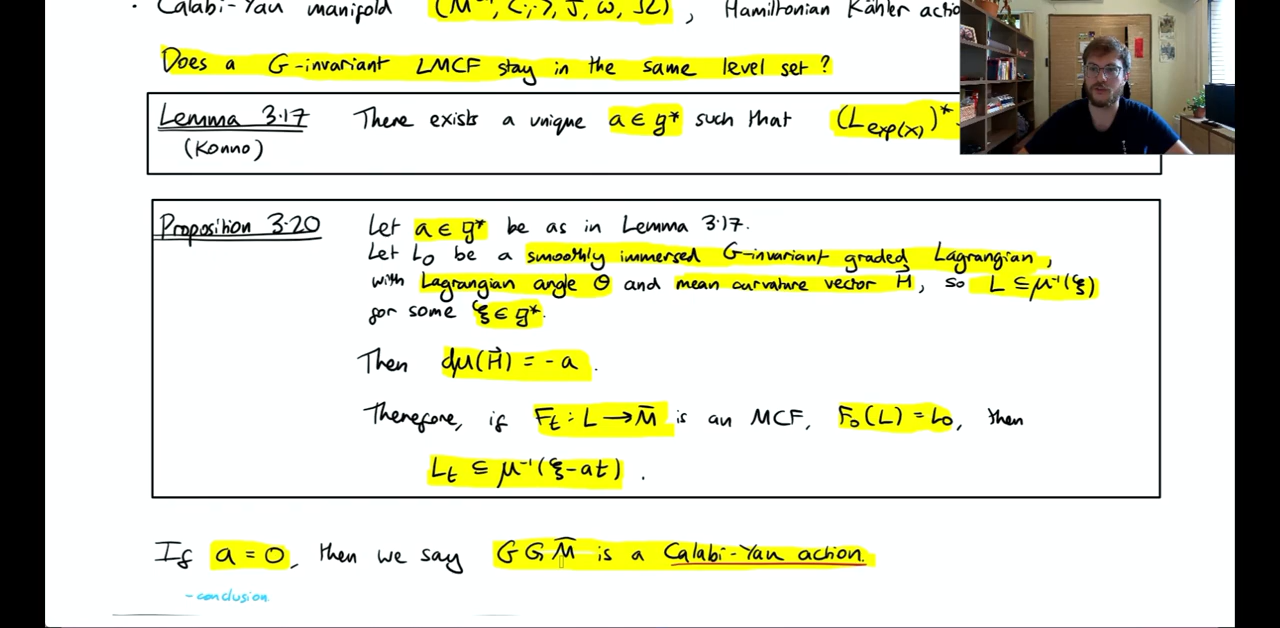 · Calabi-Yau manifold (M̄, <,>, J, ω, Ω), Hamiltonian Kähler
Does a G-invariant LMCF stay in the same level set?
Lemma 3.17 There exists a unique a ∈ g* such that (L_exp(x))*
(Konno)
Proposition 3.20 Let a ∈ g* be as in Lemma 3.17.
Let L₀ be a smoothly immersed G-invariant graded Lagrangian,
with Lagrangian angle θ and mean curvature vector H⃗, so L ⊆ μ⁻¹(ξ)
for some ξ ∈ g*.
Then dμ(H⃗) = -a.
Therefore, if F_t : L → M̄ is an MCF, F₀(L) = L₀, then
L_t ⊆ μ⁻¹(ξ-at).
If a = 0, then we say G G M̄ is a Calabi-Yau action.
- conclusion